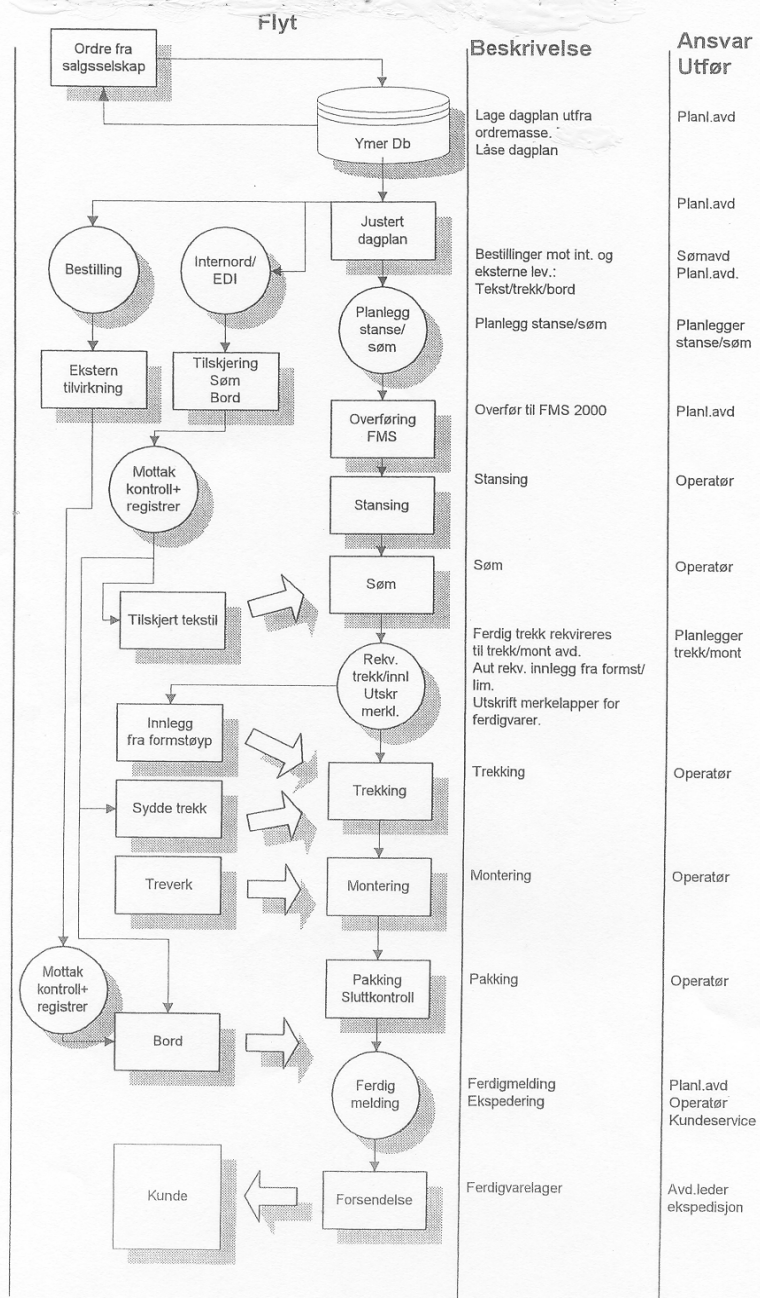 Flyt
Beskrivelse
Ansvar
Utfør
Ordre fra
salgsselskap
Ymer Db
Lage dagplan utfra
ordremasse.
Låse dagplan
Planl.avd
Justert
dagplan
Planl.avd
Bestilling
Internord/
EDI
Bestillinger mot int. og
eksterne lev.:
Tekst/trekk/bord
Sømavd
Planl.avd.
Planlegg
stanse/
søm
Planlegg stanse/søm
Planlegger
stanse/søm
Ekstern
tilvirkning
Tilskjering
Søm
Bord
Overføring
FMS
Overfør til FMS 2000
Planl.avd
Mottak
kontroll+
registrer
Stansing
Stansing
Operatør
Søm
Søm
Operatør
Tilskjert tekstil
Rekv.
trekk/innl
Utskr
merkl.
Ferdig trekk rekvireres
til trekk/mont avd.
Aut rekv. innlegg fra formst/
lim.
Utskrift merkelapper for
ferdigvarer.
Planlegger
trekk/mont
Innlegg
fra formstøyp
Trekking
Trekking
Operatør
Sydde trekk
Treverk
Montering
Montering
Operatør
Mottak
kontroll+
registrer
Pakking
Sluttkontroll
Pakking
Operatør
Bord
Ferdig
melding
Ferdigmelding
Ekspedering
Planl.avd
Operatør
Kundeservice
Kunde
Forsendelse
Ferdigvarelager
Avd.leder
ekspedisjon